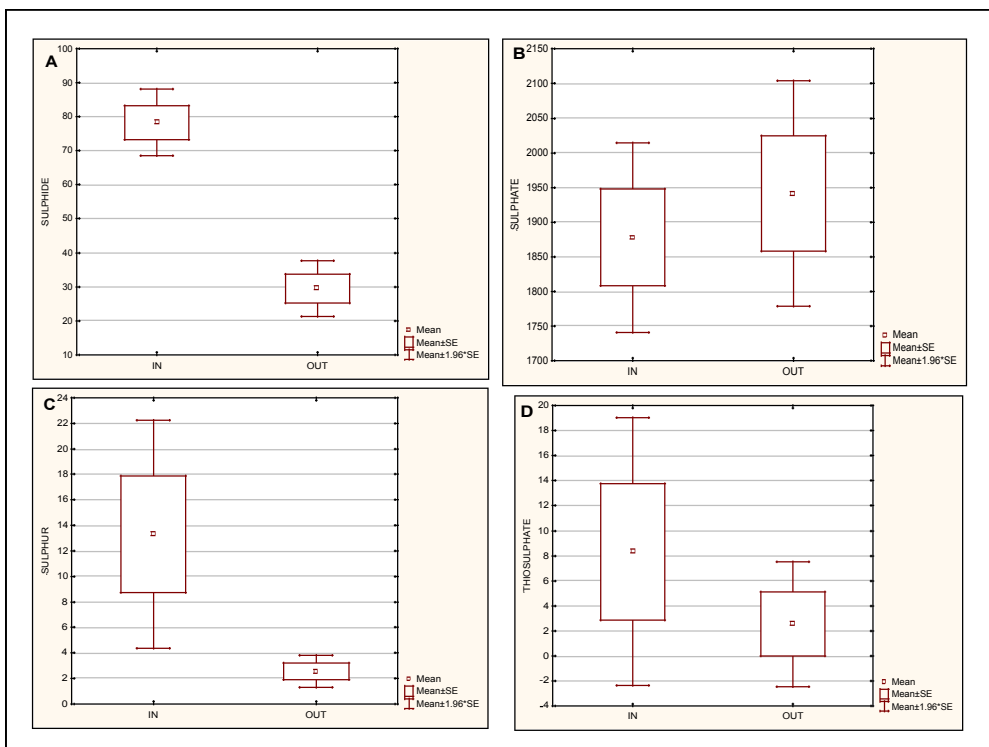 A
SULPHIDE
100
90
80
70
60
50
40
30
20
10
IN OUT
Mean
Mean±SE
Mean±1.96*SE
B
SULPHATE
2150
2100
2050
2000
1950
1900
1850
1800
1750
1700
IN OUT
Mean
Mean±SE
Mean±1.96*SE
C
SULPHUR
24
22
20
18
16
14
12
10
8
6
4
2
0
IN OUT
Mean
Mean±SE
Mean±1.96*SE
D
THIOSULPHATE
20
18
16
14
12
10
8
6
4
2
0
-2
-4
IN OUT
Mean
Mean±SE
Mean±1.96*SE